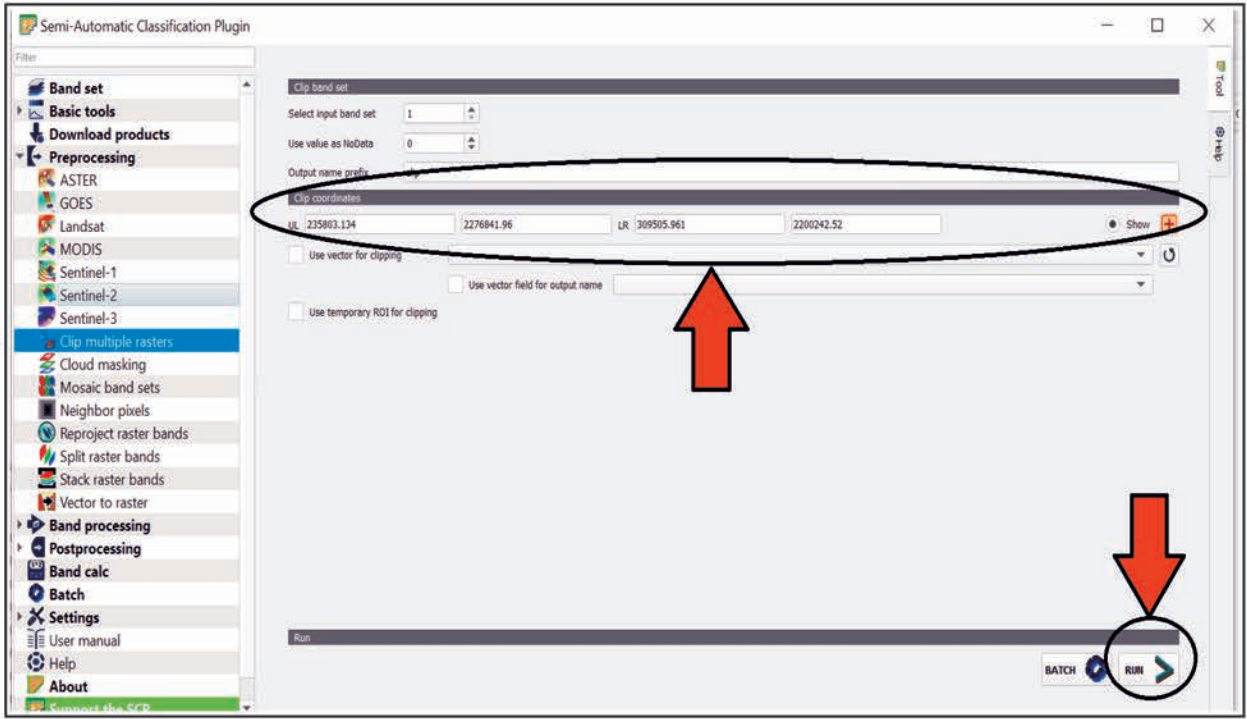 Semi-Automatic Classification Plugin
Filter
Band set
Basic tools
Download products
Preprocessing
ASTER
GOES
Landsat
MODIS
Sentinel-1
Sentinel-2
Sentinel-3
Clip multiple rasters
Cloud masking
Mosaic band sets
Neighbor pixels
Reproject raster bands
Split raster bands
Stack raster bands
Vector to raster
Band processing
Postprocessing
Band calc
Batch
Settings
User manual
Help
About
Support the SCP
Clip band set
Select input band set 1
Use value as NoData 0
Output name prefix
Clip coordinates
UL 235803.134 2276841.96 LR 309505.961 2200242.52 Show
Use vector for clipping
Use vector field for output name
Use temporary ROI for clipping
Run
BATCH RUN
Tool
Help